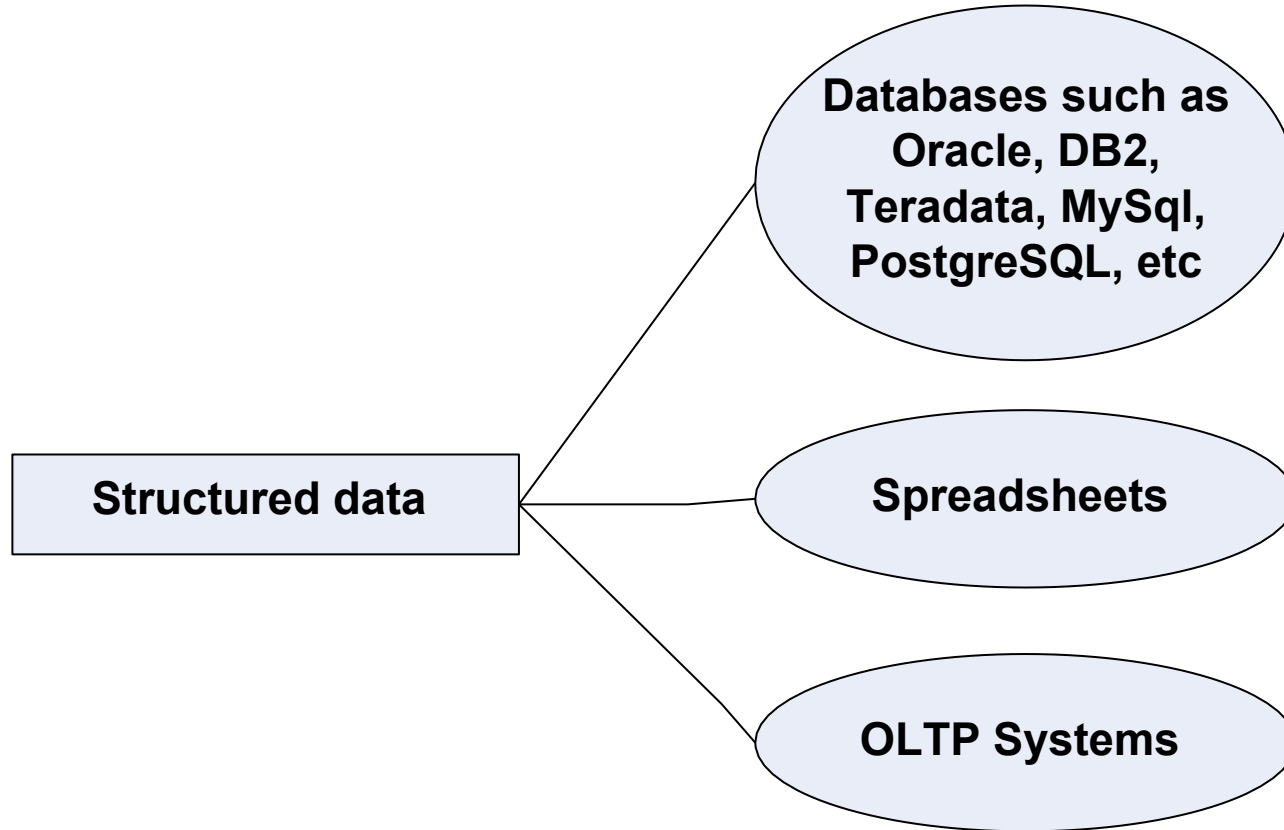 Databases such as
Oracle, DB2,
Teradata, MySql,
PostgreSQL, etc
Structured data
Spreadsheets
OLTP Systems